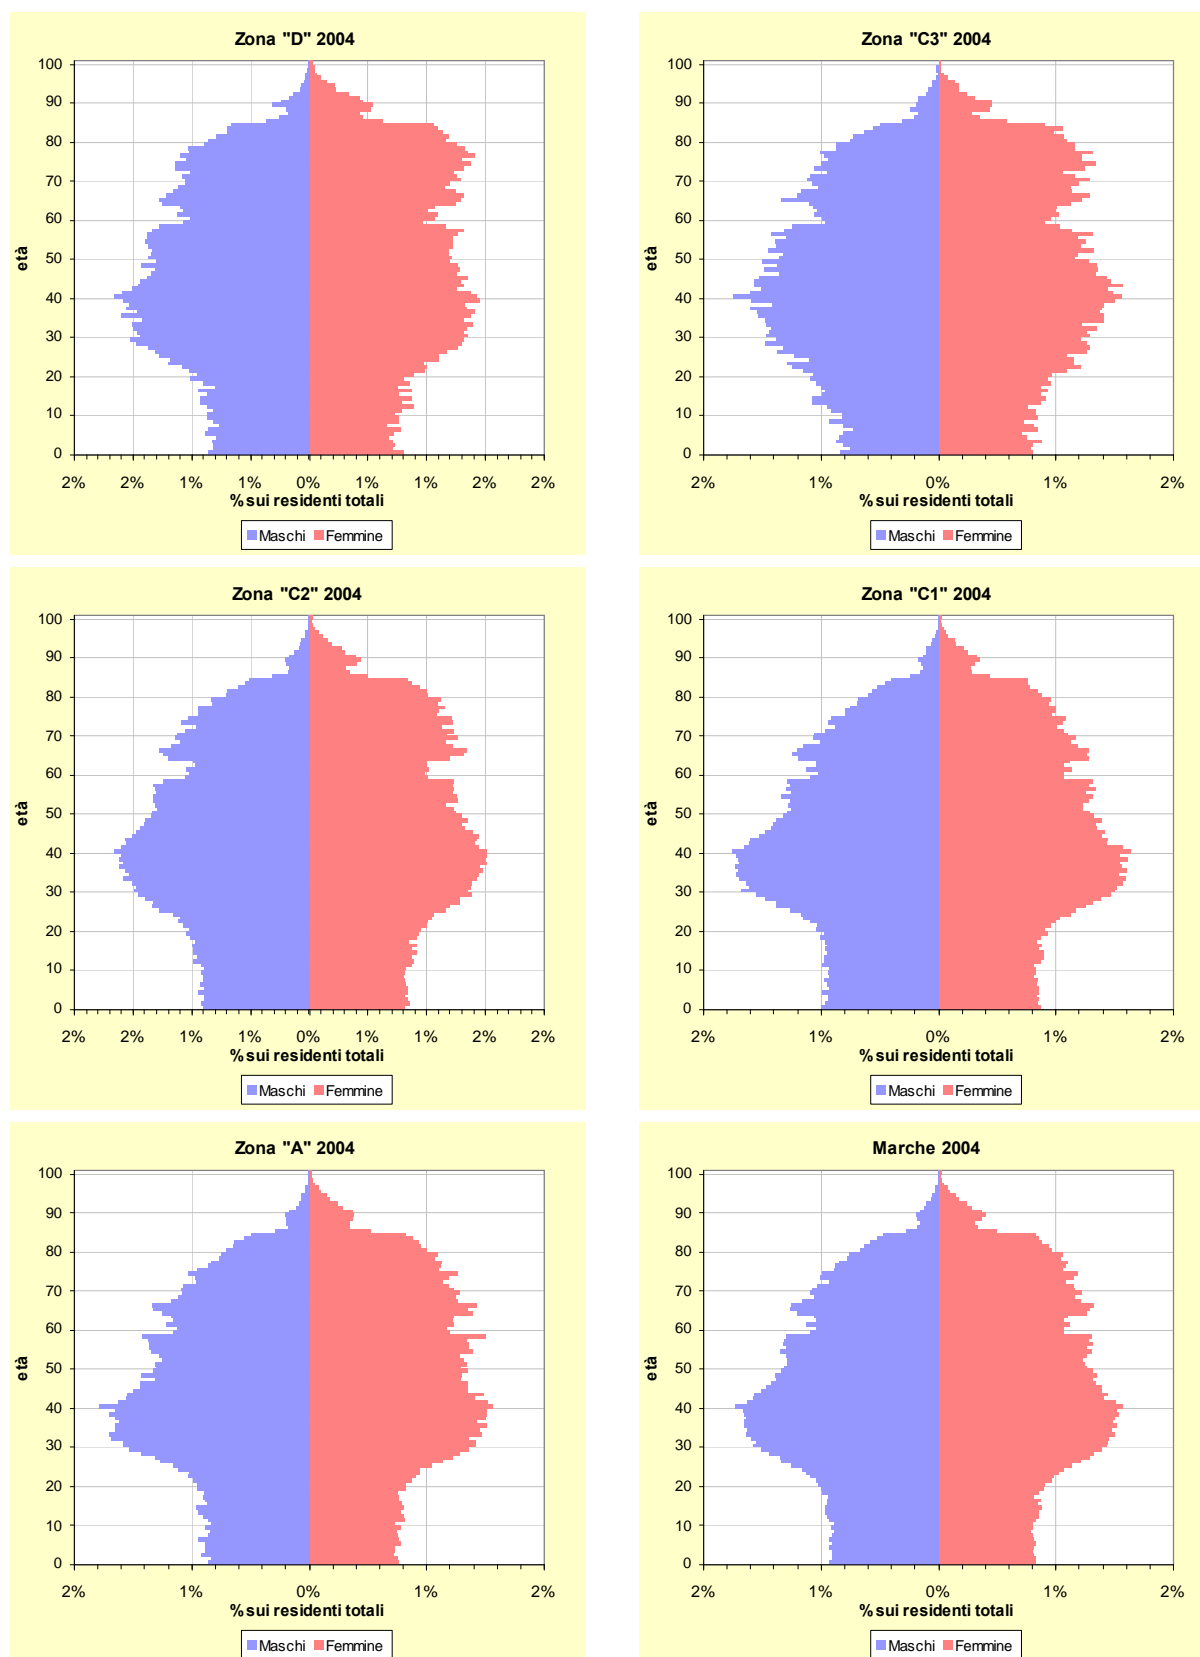 Zona "D" 2004
100
90
80
70
60
50
40
30
20
10
0
età
2% 2% 1% 1% 0% 1% 1% 2% 2%
% sui residenti totali
Maschi Femmine
Zona "C3" 2004
100
90
80
70
60
50
40
30
20
10
0
età
2% 1% 0% 1% 2%
% sui residenti totali
Maschi Femmine
Zona "C2" 2004
100
90
80
70
60
50
40
30
20
10
0
età
2% 2% 1% 1% 0% 1% 1% 2% 2%
% sui residenti totali
Maschi Femmine
Zona "C1" 2004
100
90
80
70
60
50
40
30
20
10
0
età
2% 1% 0% 1% 2%
% sui residenti totali
Maschi Femmine
Zona "A" 2004
100
90
80
70
60
50
40
30
20
10
0
età
2% 1% 0% 1% 2%
% sui residenti totali
Maschi Femmine
Marche 2004
100
90
80
70
60
50
40
30
20
10
0
età
2% 1% 0% 1% 2%
% sui residenti totali
Maschi Femmine